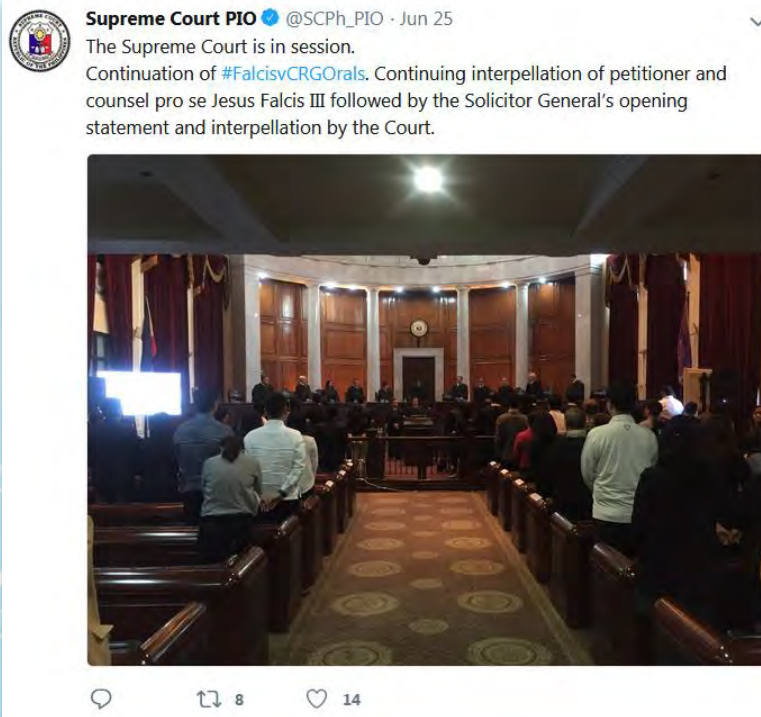 Supreme Court PIO @SCPh_PIO · Jun 25
The Supreme Court is in session.
Continuation of #FalcisvCRGOrals. Continuing interpellation of petitioner and
counsel pro se Jesus Falcis III followed by the Solicitor General's opening
statement and interpellation by the Court.
8 14